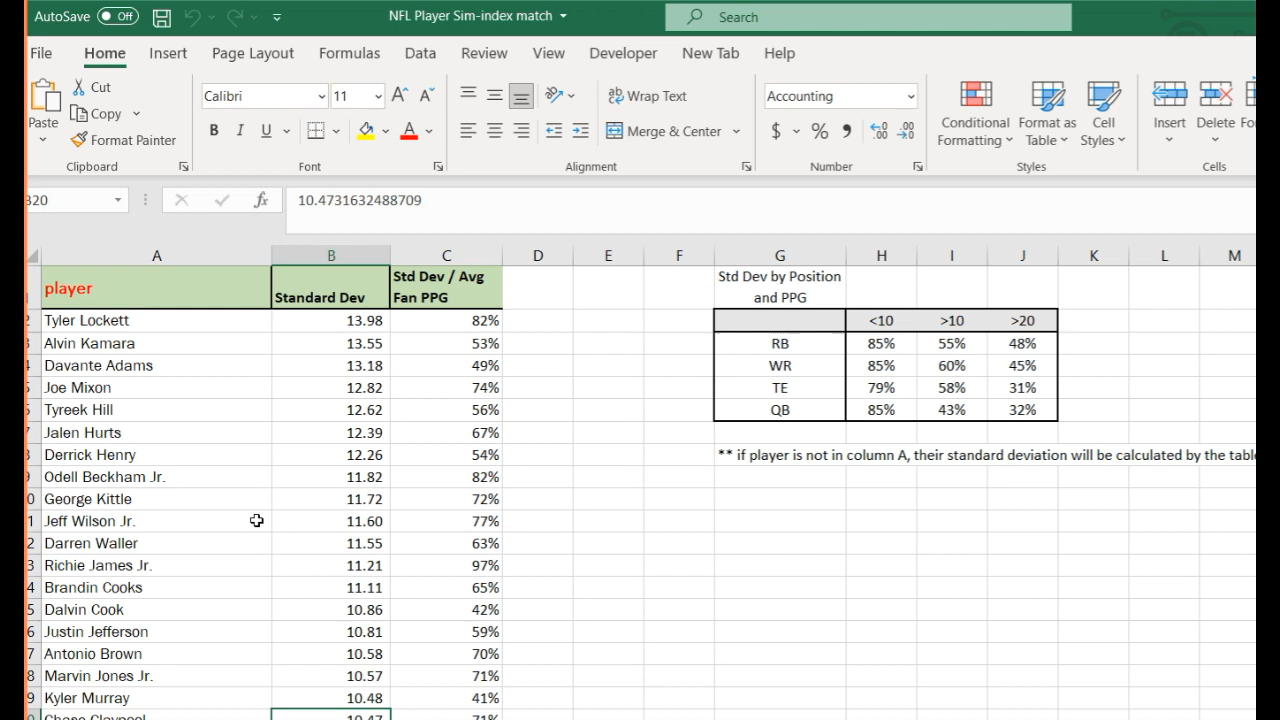 AutoSave Off NFL Player Sim-index match Search
File Home Insert Page Layout Formulas Data Review View Developer New Tab Help
Cut
Copy
Format Painter
Paste
Clipboard
Calibri 11
B I U A
Font
Wrap Text
Merge & Center
Alignment
Accounting
$ %
Number
Conditional Formatting
Format as Table
Cell Styles
Styles
Insert Delete
Cells
B20 fx 10.4731632488709
A B C D E F G H I J K L M
player Standard Dev Std Dev / Avg Fan PPG
Tyler Lockett 13.98 82%
Alvin Kamara 13.55 53%
Davante Adams 13.18 49%
Joe Mixon 12.82 74%
Tyreek Hill 12.62 56%
Jalen Hurts 12.39 67%
Derrick Henry 12.26 54%
Odell Beckham Jr. 11.82 82%
George Kittle 11.72 72%
Jeff Wilson Jr. 11.60 77%
Darren Waller 11.55 63%
Richie James Jr. 11.21 97%
Brandin Cooks 11.11 65%
Dalvin Cook 10.86 42%
Justin Jefferson 10.81 59%
Antonio Brown 10.58 70%
Marvin Jones Jr. 10.57 71%
Kyler Murray 10.48 41%
Chase Claypool 10.47 71%
Std Dev by Position
and PPG
<10 >10 >20
RB 85% 55% 48%
WR 85% 60% 45%
TE 79% 58% 31%
QB 85% 43% 32%
** if player is not in column A, their standard deviation will be calculated by the table